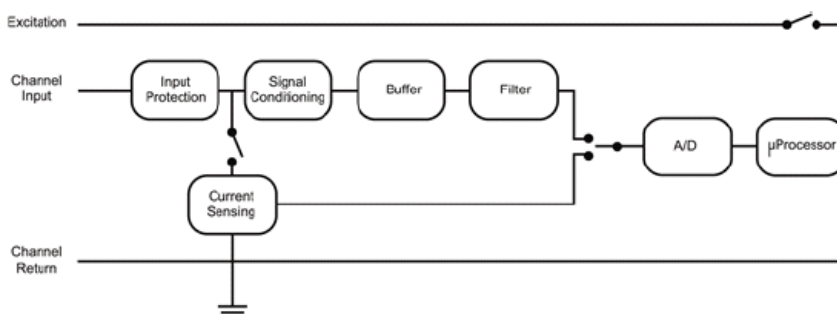 Excitation
Channel
Input
Input
Protection
Signal
Conditioning
Buffer
Filter
A/D
µProcessor
Current
Sensing
Channel
Return